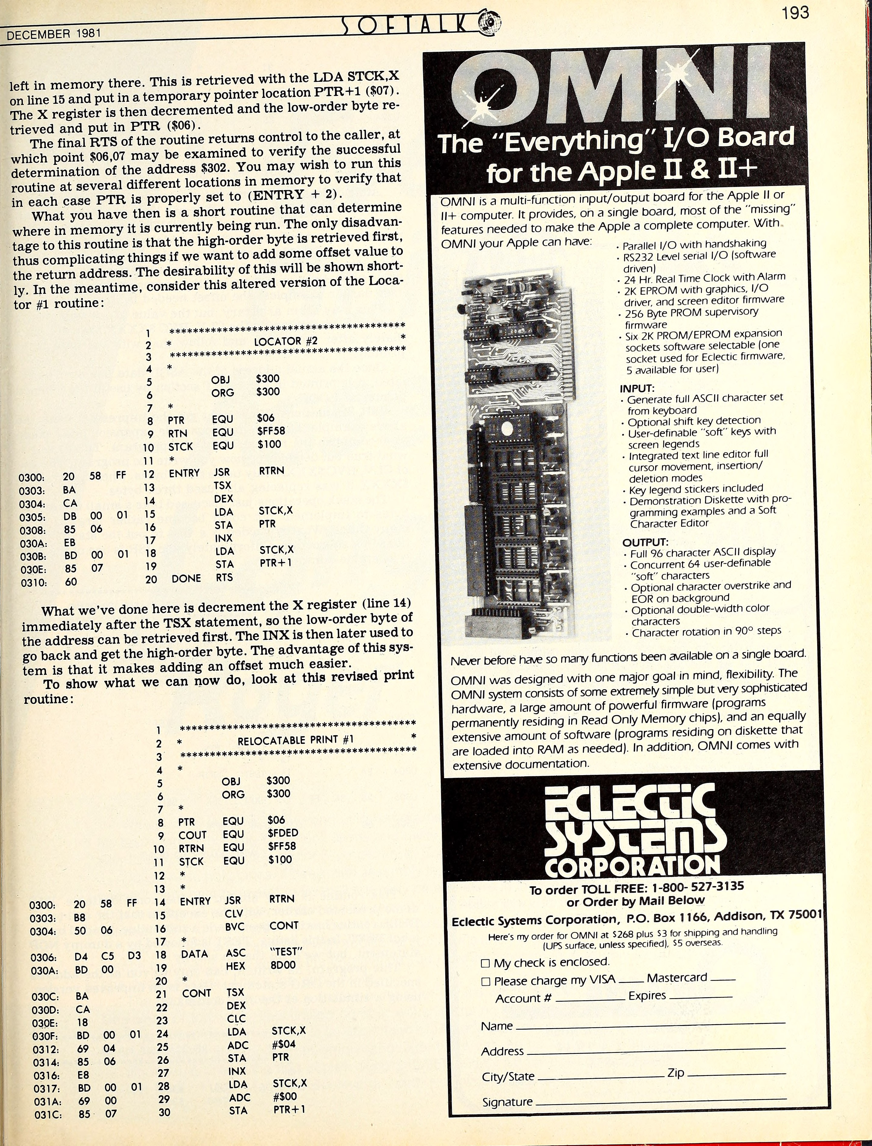 DECEMBER 1981
SOFTALK
193
left in memory there. This is retrieved with the LDA STCK,X
on line 15 and put in a temporary pointer location PTR+1 ($07).
The X register is then decremented and the low-order byte re-
trieved and put in PTR ($06).
The final RTS of the routine returns control to the caller, at
which point $06,07 may be examined to verify the successful
determination of the address $302. You may wish to run this
routine at several different locations in memory to verify that
in each case PTR is properly set to (ENTRY + 2).
What you have then is a short routine that can determine
where in memory it is currently being run. The only disadvan-
tage to this routine is that the high-order byte is retrieved first,
thus complicating things if we want to add some offset value to
the return address. The desirability of this will be shown short-
ly. In the meantime, consider this altered version of the Loca-
tor #1 routine:
1 ****************************************
2 * LOCATOR #2 *
3 ****************************************
4 *
5 OBJ $300
6 ORG $300
7 *
8 PTR EQU $06
9 RTN EQU $FF58
10 STCK EQU $100
11 *
0300: 20 58 FF 12 ENTRY JSR RTRN
0303: BA 13 TSX
0304: CA 14 DEX
0305: DB 00 01 15 LDA STCK,X
0308: 85 06 16 STA PTR
030A: EB 17 INX
030B: BD 00 01 18 LDA STCK,X
030E: 85 07 19 STA PTR+1
0310: 60 20 DONE RTS
What we've done here is decrement the X register (line 14)
immediately after the TSX statement, so the low-order byte of
the address can be retrieved first. The INX is then later used to
go back and get the high-order byte. The advantage of this sys-
tem is that it makes adding an offset much easier.
To show what we can now do, look at this revised print
routine:
1 ****************************************
2 * RELOCATABLE PRINT #1 *
3 ****************************************
4 *
5 OBJ $300
6 ORG $300
7 *
8 PTR EQU $06
9 COUT EQU $FDED
10 RTRN EQU $FF58
11 STCK EQU $100
12 *
13 *
0300: 20 58 FF 14 ENTRY JSR RTRN
0303: B8 15 CLV
0304: 50 06 16 BVC CONT
17 *
0306: D4 C5 D3 18 DATA ASC "TEST"
030A: BD 00 19 HEX 8D00
20 *
030C: BA 21 CONT TSX
030D: CA 22 DEX
030E: 18 23 CLC
030F: BD 00 01 24 LDA STCK,X
0312: 69 04 25 ADC #$04
0314: 85 06 26 STA PTR
0316: E8 27 INX
0317: BD 00 01 28 LDA STCK,X
031A: 69 00 29 ADC #$00
031C: 85 07 30 STA PTR+1
OMNI
The "Everything" I/O Board
for the Apple II & II+
OMNI is a multi-function input/output board for the Apple II or
II+ computer. It provides, on a single board, most of the "missing"
features needed to make the Apple a complete computer. With
OMNI your Apple can have:
· Parallel I/O with handshaking
· RS232 Level serial I/O (software
driven)
· 24 Hr. Real Time Clock with Alarm
· 2K EPROM with graphics, I/O
driver, and screen editor firmware
· 256 Byte PROM supervisory
firmware
· Six 2K PROM/EPROM expansion
sockets software selectable (one
socket used for Eclectic firmware,
5 available for user)
INPUT:
· Generate full ASCII character set
from keyboard
· Optional shift key detection
· User-definable "soft" keys with
screen legends
· Integrated text line editor full
cursor movement, insertion/
deletion modes
· Key legend stickers included
· Demonstration Diskette with pro-
gramming examples and a Soft
Character Editor
OUTPUT:
· Full 96 character ASCII display
· Concurrent 64 user-definable
"soft" characters
· Optional character overstrike and
EOR on background
· Optional double-width color
characters
· Character rotation in 90º steps
Never before have so many functions been available on a single board.
OMNI was designed with one major goal in mind, flexibility. The
OMNI system consists of some extremely simple but very sophisticated
hardware, a large amount of powerful firmware (programs
permanently residing in Read Only Memory chips), and an equally
extensive amount of software (programs residing on diskette that
are loaded into RAM as needed). In addition, OMNI comes with
extensive documentation.
ECLECTIC
SYSTEMS
CORPORATION
To order TOLL FREE: 1-800- 527-3135
or Order by Mail Below
Eclectic Systems Corporation, P.O. Box 1166, Addison, TX 75001
Here's my order for OMNI at $268 plus $3 for shipping and handling
(UPS surface, unless specified), $5 overseas.
□ My check is enclosed.
□ Please charge my VISA ____ Mastercard ____
Account # __________ Expires _________
Name
Address
City/State __________ Zip
Signature